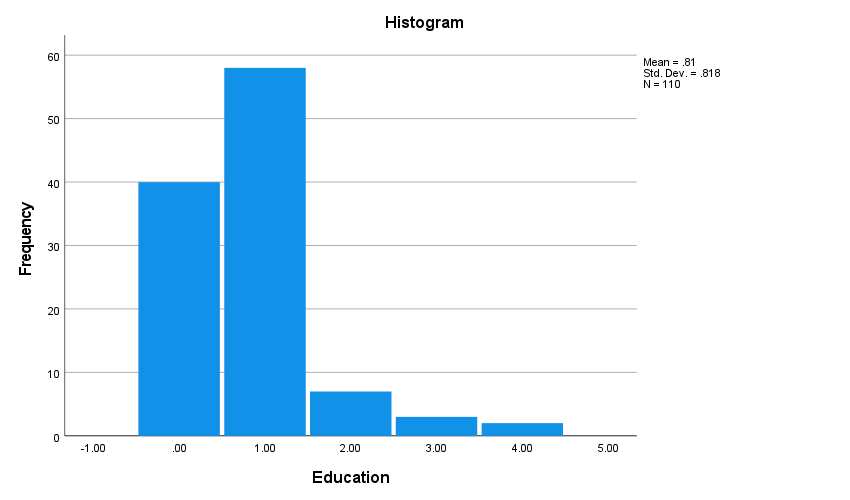 Histogram
Mean = .81
Std. Dev. = .818
N = 110
60
50
40
30
20
10
0
Frequency
-1.00 .00 1.00 2.00 3.00 4.00 5.00
Education